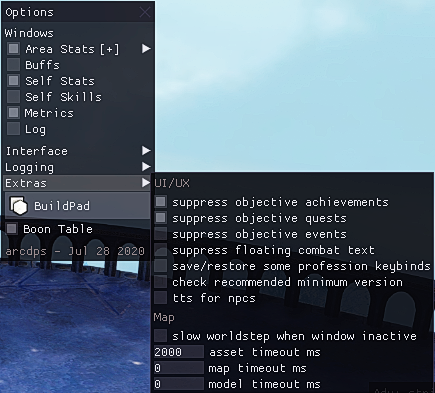 Options
Windows
Area Stats [+]
Buffs
Self Stats
Self Skills
Metrics
Log
Interface
Logging
Extras
BuildPad
Boon Table
arcdps - Jul 28 2020
UI/UX
suppress objective achievements
suppress objective quests
suppress objective events
suppress floating combat text
save/restore some profession keybinds
check recommended minimum version
tts for npcs
Map
slow worldstep when window inactive
2000 asset timeout ms
0 map timeout ms
0 model timeout ms